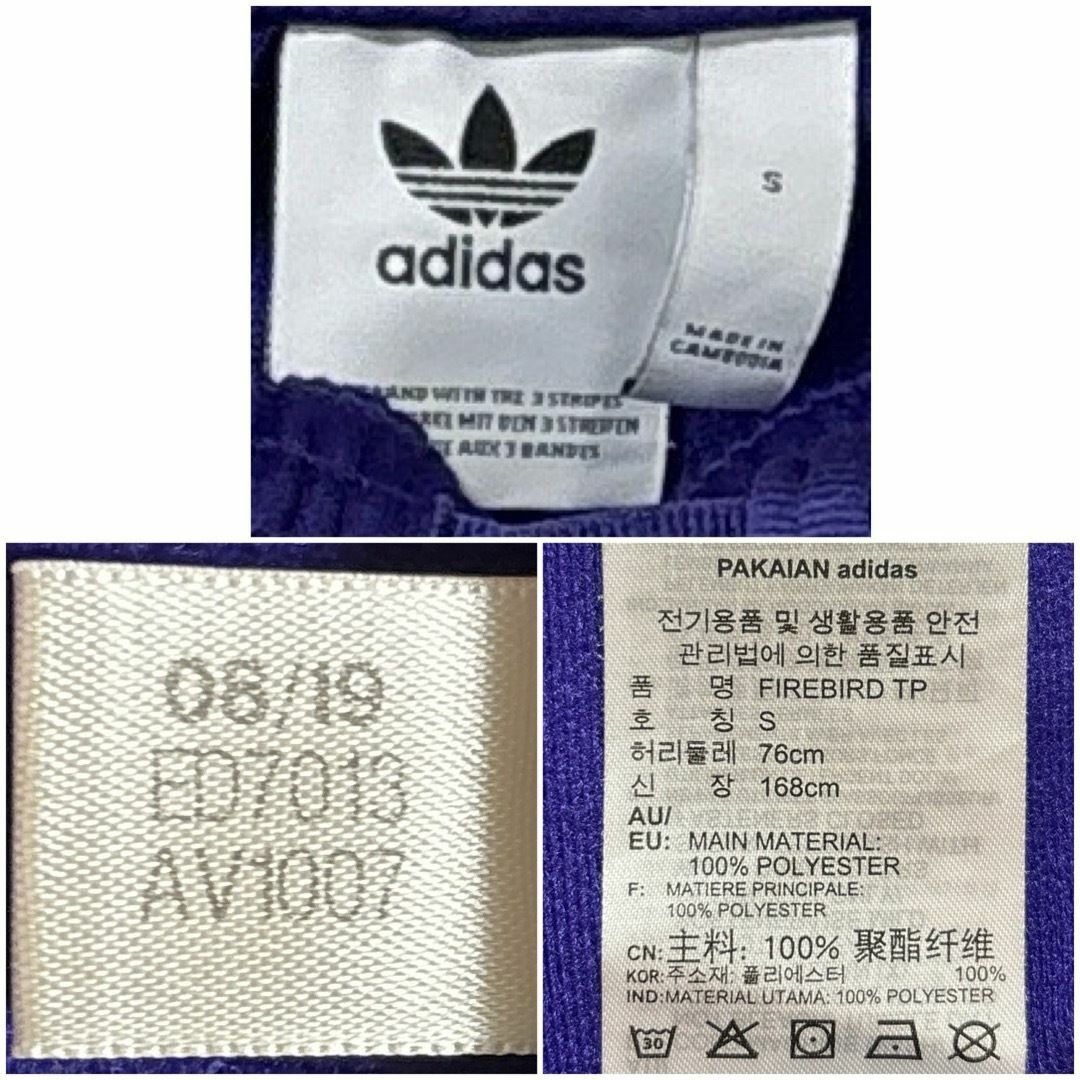 adidas
S
MADE IN
CAMBODIA
AND WITH THE 3 STRIPES
MIT DEN 3 STREIFEN
AUX 3 BANDES
08/19
ED7013
AV1007
PAKAIAN adidas
전기용품 및 생활용품 안전
관리법에 의한 품질표시
품 명 FIREBIRD TP
호 칭 S
허리둘레 76cm
신 장 168cm
AU/
EU: MAIN MATERIAL:
100% POLYESTER
F: MATIERE PRINCIPALE:
100% POLYESTER
CN: 主料: 100% 聚酯纤维
KOR: 주소재: 폴리에스터 100%
IND: MATERIAL UTAMA: 100% POLYESTER
30